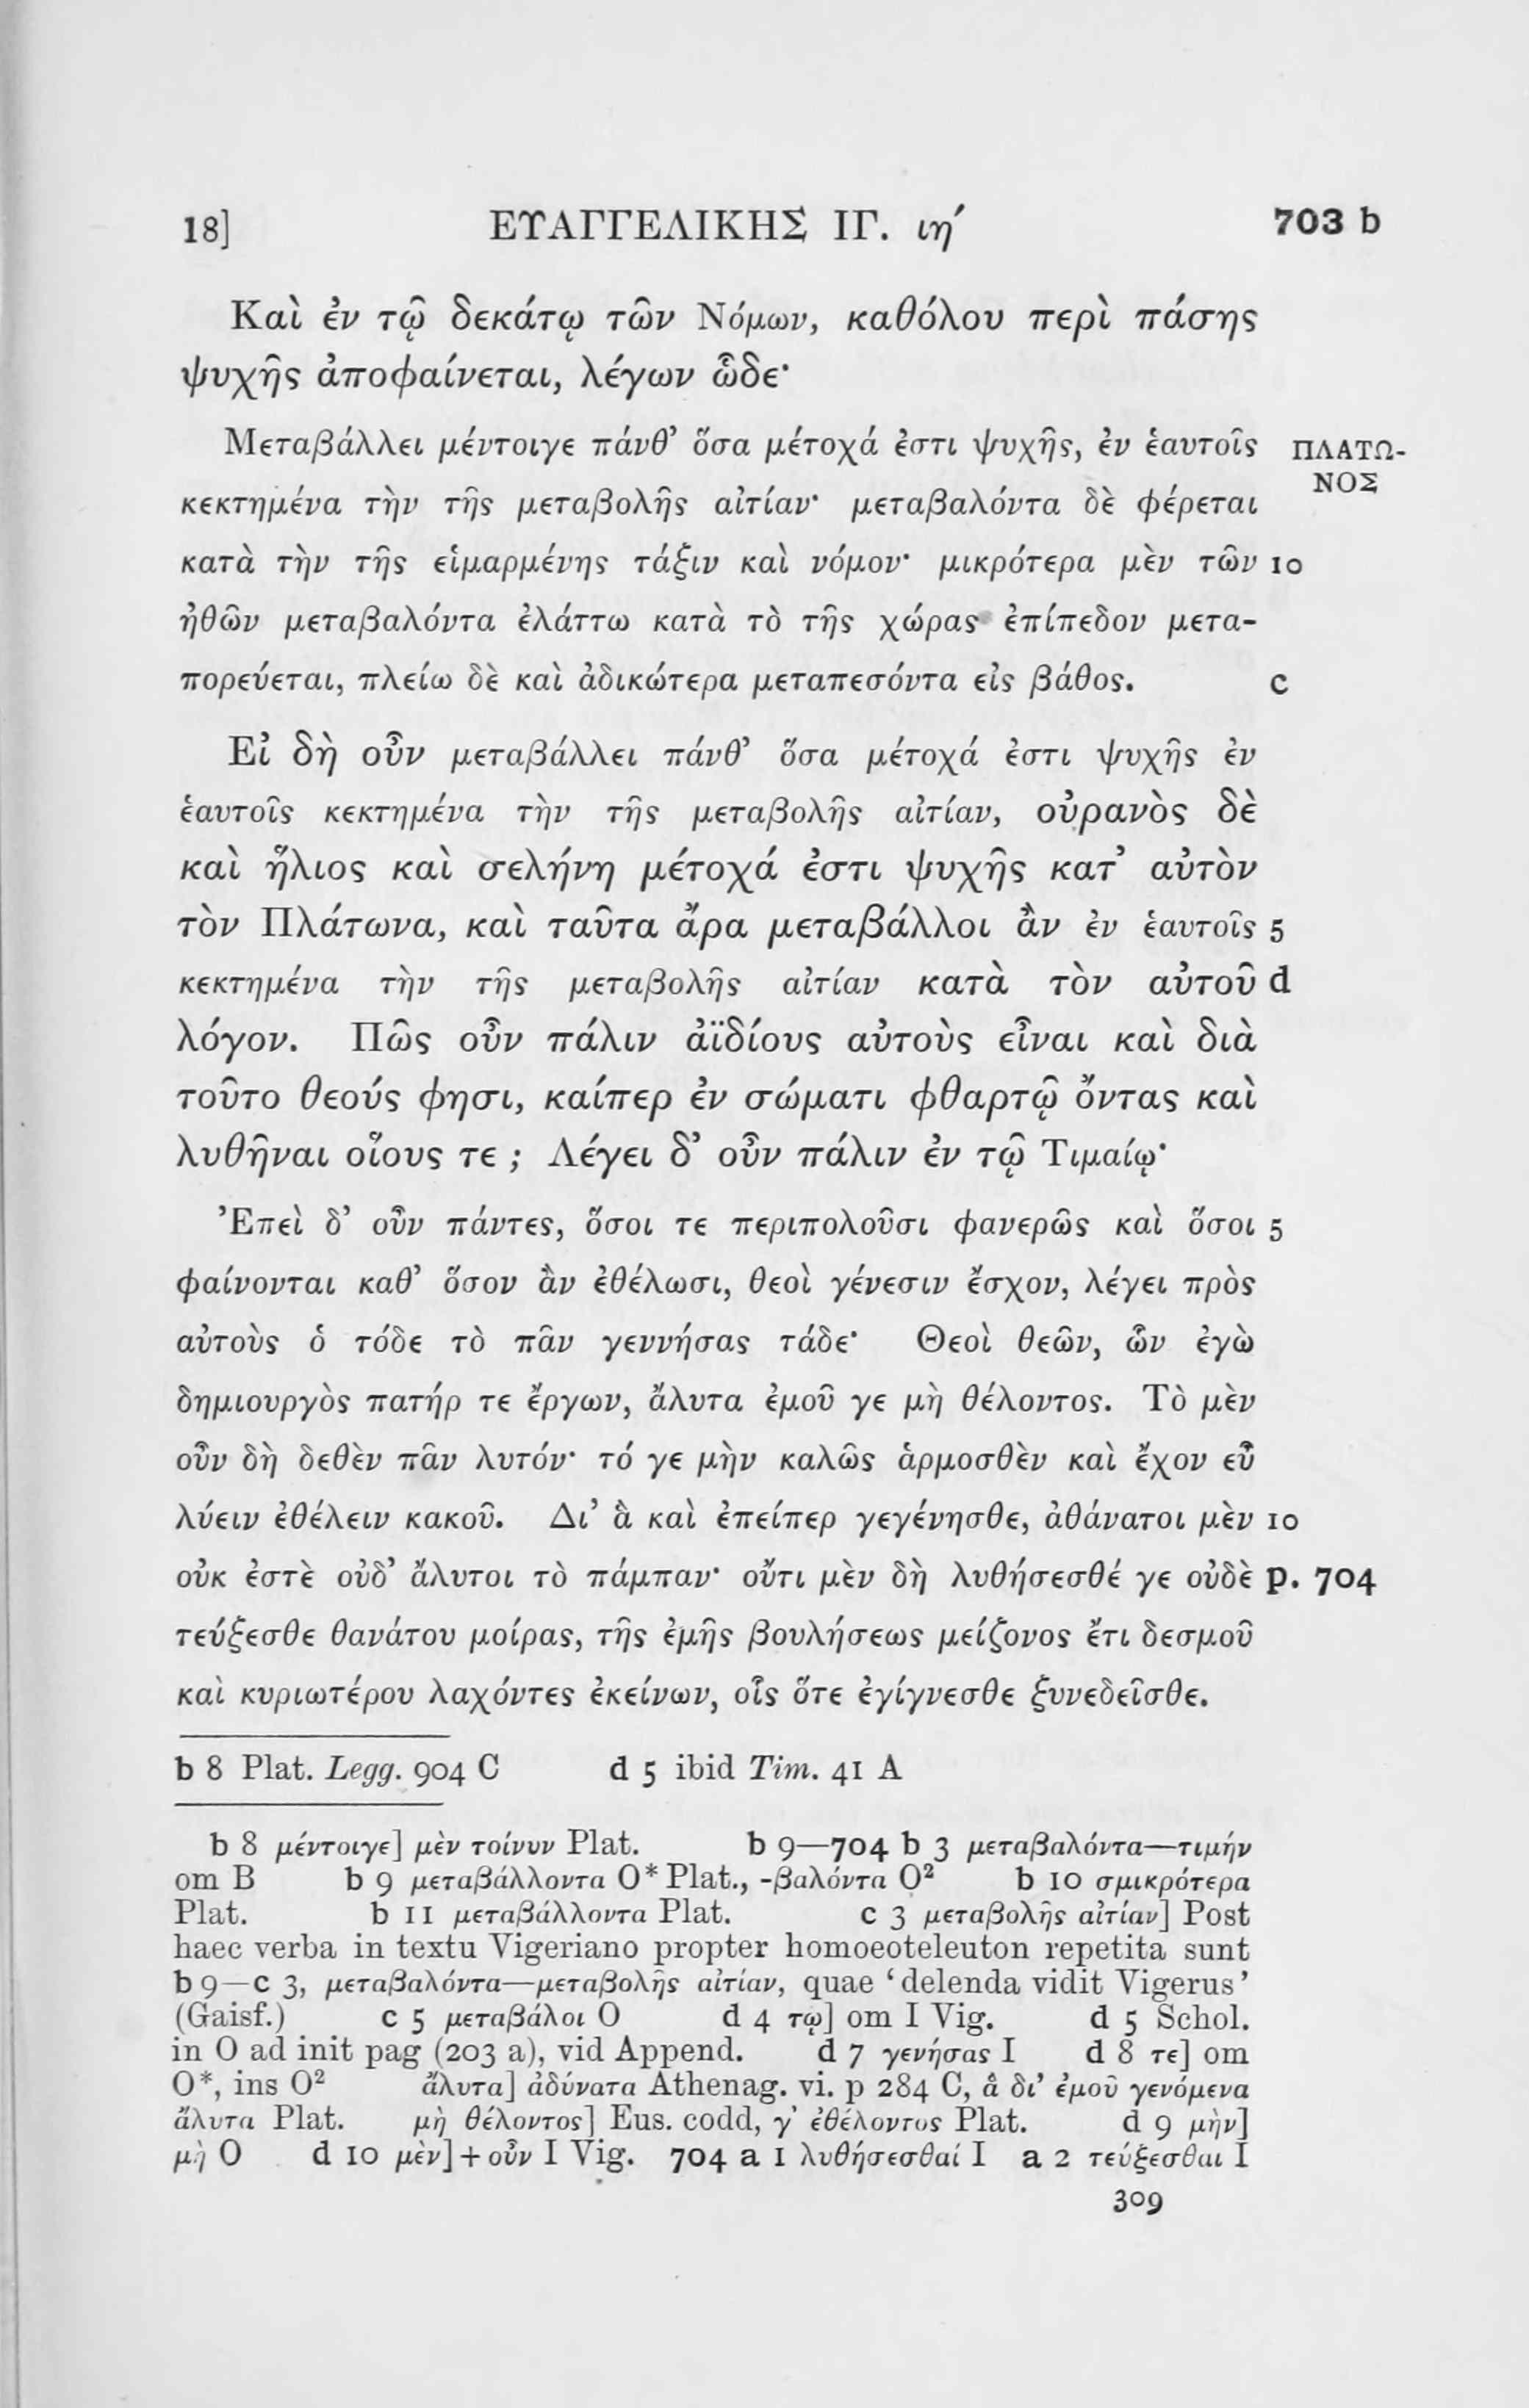 18] ΕΥΑΓΓΕΛΙΚΗΣ ΙΓ. ιη´ 703 b
Καὶ ἐν τῷ δεκάτῳ τῶν Νόμων, καθόλου περὶ πάσης
ψυχῆς ἀποφαίνεται, λέγων ὧδε·
Μεταβάλλει μέντοιγε πάνθ’ ὅσα μέτοχά ἐστι ψυχῆς, ἐν ἑαυτοῖς ΠΛΑΤΩ-
ΝΟΣ
κεκτημένα τὴν τῆς μεταβολῆς αἰτίαν· μεταβαλόντα δὲ φέρεται
κατὰ τὴν τῆς εἱμαρμένης τάξιν καὶ νόμον· μικρότερα μὲν τῶν 10
ἠθῶν μεταβαλόντα ἐλάττω κατὰ τὸ τῆς χώρας ἐπίπεδον μετα-
πορεύεται, πλείω δὲ καὶ ἀδικώτερα μεταπεσόντα εἰς βάθος. c
Εἰ δὴ οὖν μεταβάλλει πάνθ’ ὅσα μέτοχά ἐστι ψυχῆς ἐν
ἑαυτοῖς κεκτημένα τὴν τῆς μεταβολῆς αἰτίαν, οὐρανὸς δὲ
καὶ ἥλιος καὶ σελήνη μέτοχά ἐστι ψυχῆς κατ’ αὐτὸν
τὸν Πλάτωνα, καὶ ταῦτα ἄρα μεταβάλλοι ἂν ἐν ἑαυτοῖς 5
κεκτημένα τὴν τῆς μεταβολῆς αἰτίαν κατὰ τὸν αὐτοῦ d
λόγον. Πῶς οὖν πάλιν ἀϊδίους αὐτοὺς εἶναι καὶ διὰ
τοῦτο θεούς φησι, καίπερ ἐν σώματι φθαρτῷ ὄντας καὶ
λυθῆναι οἵους τε ; Λέγει δ’ οὖν πάλιν ἐν τῷ Τιμαίῳ·
Ἐπεὶ δ’ οὖν πάντες, ὅσοι τε περιπολοῦσι φανερῶς καὶ ὅσοι 5
φαίνονται καθ’ ὅσον ἂν ἐθέλωσι, θεοὶ γένεσιν ἔσχον, λέγει πρὸς
αὐτοὺς ὁ τόδε τὸ πᾶν γεννήσας τάδε· Θεοὶ θεῶν, ὧν ἐγὼ
δημιουργὸς πατήρ τε ἔργων, ἄλυτα ἐμοῦ γε μὴ θέλοντος. Τὸ μὲν
οὖν δὴ δεθὲν πᾶν λυτόν· τό γε μὴν καλῶς ἁρμοσθὲν καὶ ἔχον εὖ
λύειν ἐθέλειν κακοῦ. Δι’ ἃ καὶ ἐπείπερ γεγένησθε, ἀθάνατοι μὲν 10
οὐκ ἐστὲ οὐδ’ ἄλυτοι τὸ πάμπαν· οὔτι μὲν δὴ λυθήσεσθέ γε οὐδὲ p. 704
τεύξεσθε θανάτου μοίρας, τῆς ἐμῆς βουλήσεως μείζονος ἔτι δεσμοῦ
καὶ κυριωτέρου λαχόντες ἐκείνων, οἷς ὅτε ἐγίγνεσθε ξυνεδεῖσθε.
b 8 Plat. Legg. 904 C d 5 ibid Tim. 41 A
b 8 μέντοιγε] μὲν τοίνυν Plat. b 9—704 b 3 μεταβαλόντα—τιμήν
om B b 9 μεταβάλλοντα O* Plat., -βαλόντα O² b 10 σμικρότερα
Plat. b 11 μεταβάλλοντα Plat. c 3 μεταβολῆς αἰτίαν] Post
haec verba in textu Vigeriano propter homoeoteleuton repetita sunt
b 9—c 3, μεταβαλόντα—μεταβολῆς αἰτίαν, quae ‘delenda vidit Vigerus’
(Gaisf.) c 5 μεταβάλοι O d 4 τῳ] om I Vig. d 5 Schol.
in O ad init pag (203 a), vid Append. d 7 γενήσας I d 8 τε] om
O*, ins O² ἄλυτα] ἀδύνατα Athenag. vi. p 284 C, ἃ δι’ ἐμοῦ γενόμενα
ἄλυτα Plat. μὴ θέλοντος] Eus. codd, γ’ ἐθέλοντος Plat. d 9 μὴν]
μὴ O d 10 μὲν] + οὖν I Vig. 704 a 1 λυθήσεσθαί I a 2 τεύξεσθαι I
309